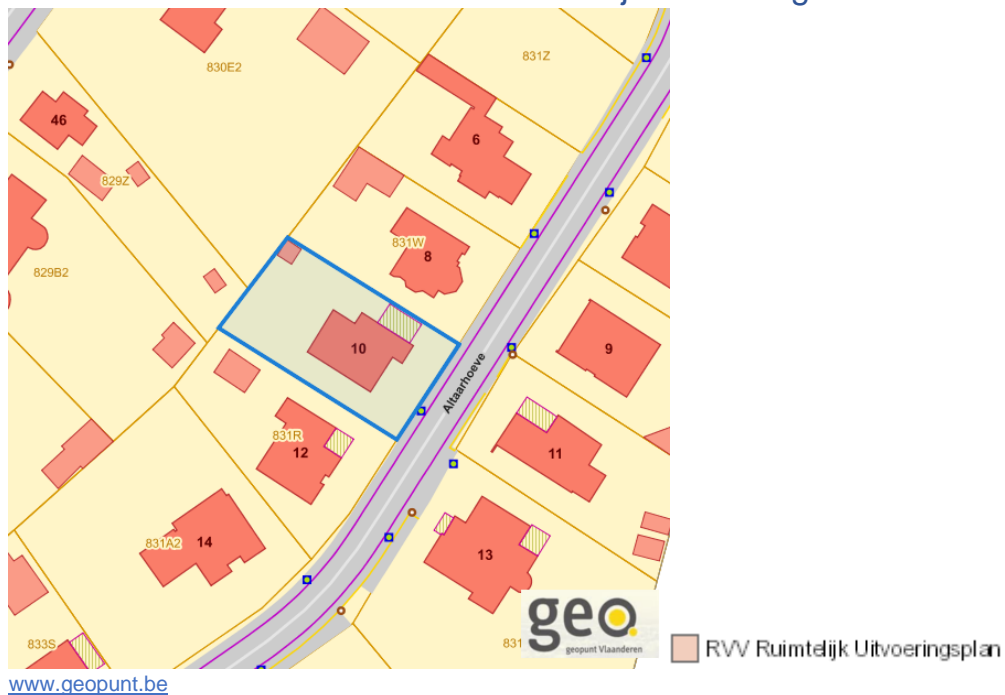 830E2
831Z
46
6
829Z
831W
8
829B2
10
Altaarhoeve
9
831R
12
11
831A2
14
13
geo.
geopunt Vlaanderen
833S
831
RVV Ruimtelijk Uitvoeringsplan
www.geopunt.be